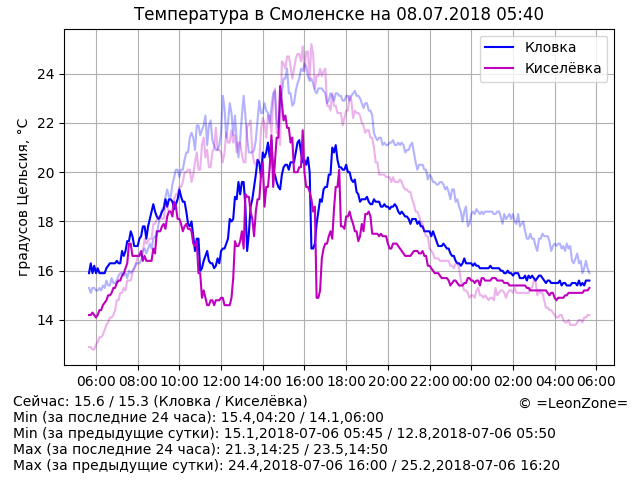 Температура в Смоленске на 08.07.2018 05:40
градусов Цельсия, °C
24
22
20
18
16
14
Кловка
Киселёвка
06:00 08:00 10:00 12:00 14:00 16:00 18:00 20:00 22:00 00:00 02:00 04:00 06:00
Сейчас: 15.6 / 15.3 (Кловка / Киселёвка)
© =LeonZone=
Min (за последние 24 часа): 15.4,04:20 / 14.1,06:00
Min (за предыдущие сутки): 15.1,2018-07-06 05:45 / 12.8,2018-07-06 05:50
Max (за последние 24 часа): 21.3,14:25 / 23.5,14:50
Max (за предыдущие сутки): 24.4,2018-07-06 16:00 / 25.2,2018-07-06 16:20